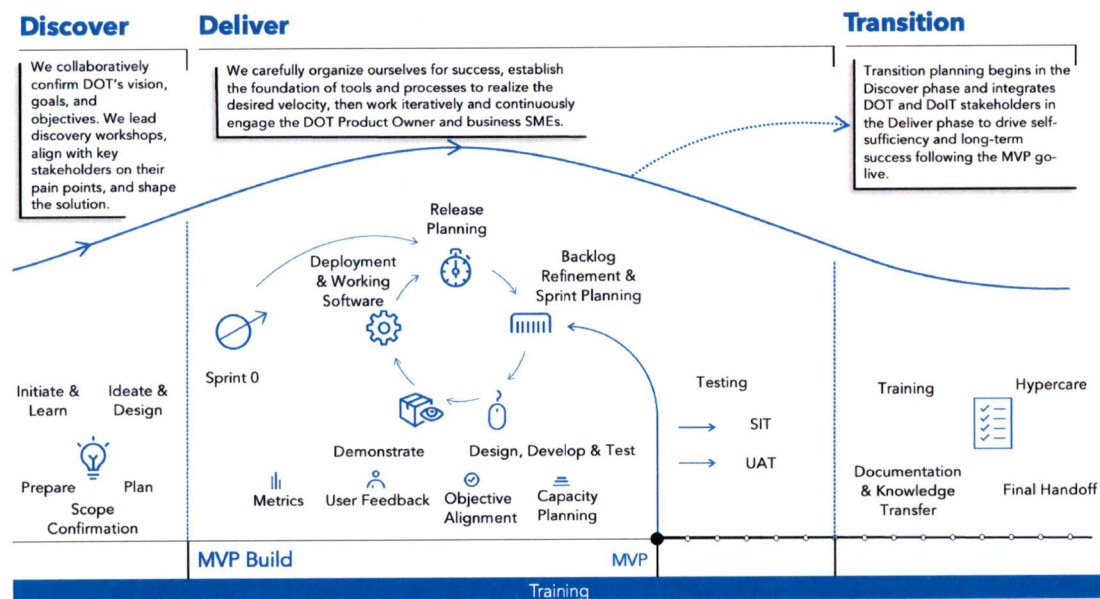 Discover
We collaboratively
confirm DOT's vision,
goals, and
objectives. We lead
discovery workshops,
align with key
stakeholders on their
pain points, and shape
the solution.
Deliver
We carefully organize ourselves for success, establish
the foundation of tools and processes to realize the
desired velocity, then work iteratively and continuously
engage the DOT Product Owner and business SMEs.
Transition
Transition planning begins in the
Discover phase and integrates
DOT and DoIT stakeholders in
the Deliver phase to drive self-
sufficiency and long-term
success following the MVP go-
live.
Initiate &
Learn
Ideate &
Design
Prepare
Plan
Scope
Confirmation
Sprint 0
Release
Planning
Deployment
& Working
Software
Backlog
Refinement &
Sprint Planning
Demonstrate
Design, Develop & Test
Metrics
User Feedback
Objective
Alignment
Capacity
Planning
Testing
SIT
UAT
Training
Hypercare
Documentation
& Knowledge
Transfer
Final Handoff
MVP Build
MVP
Training